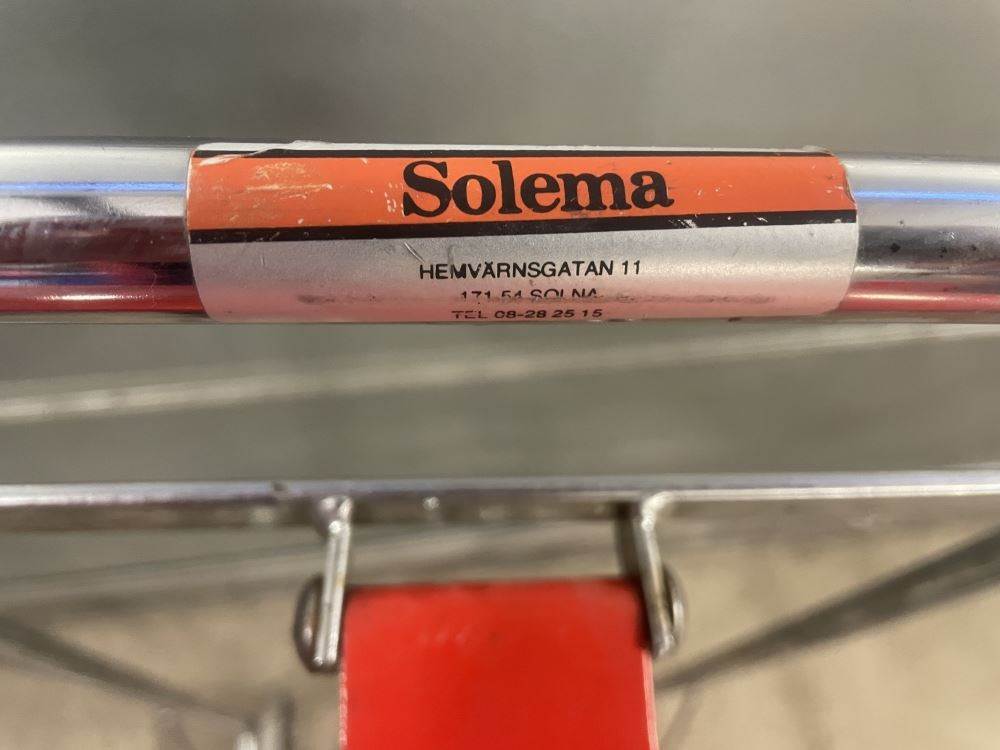 Solema
HEMVÄRNSGATAN 11
171 54 SOLNA
TEL 08-28 25 15